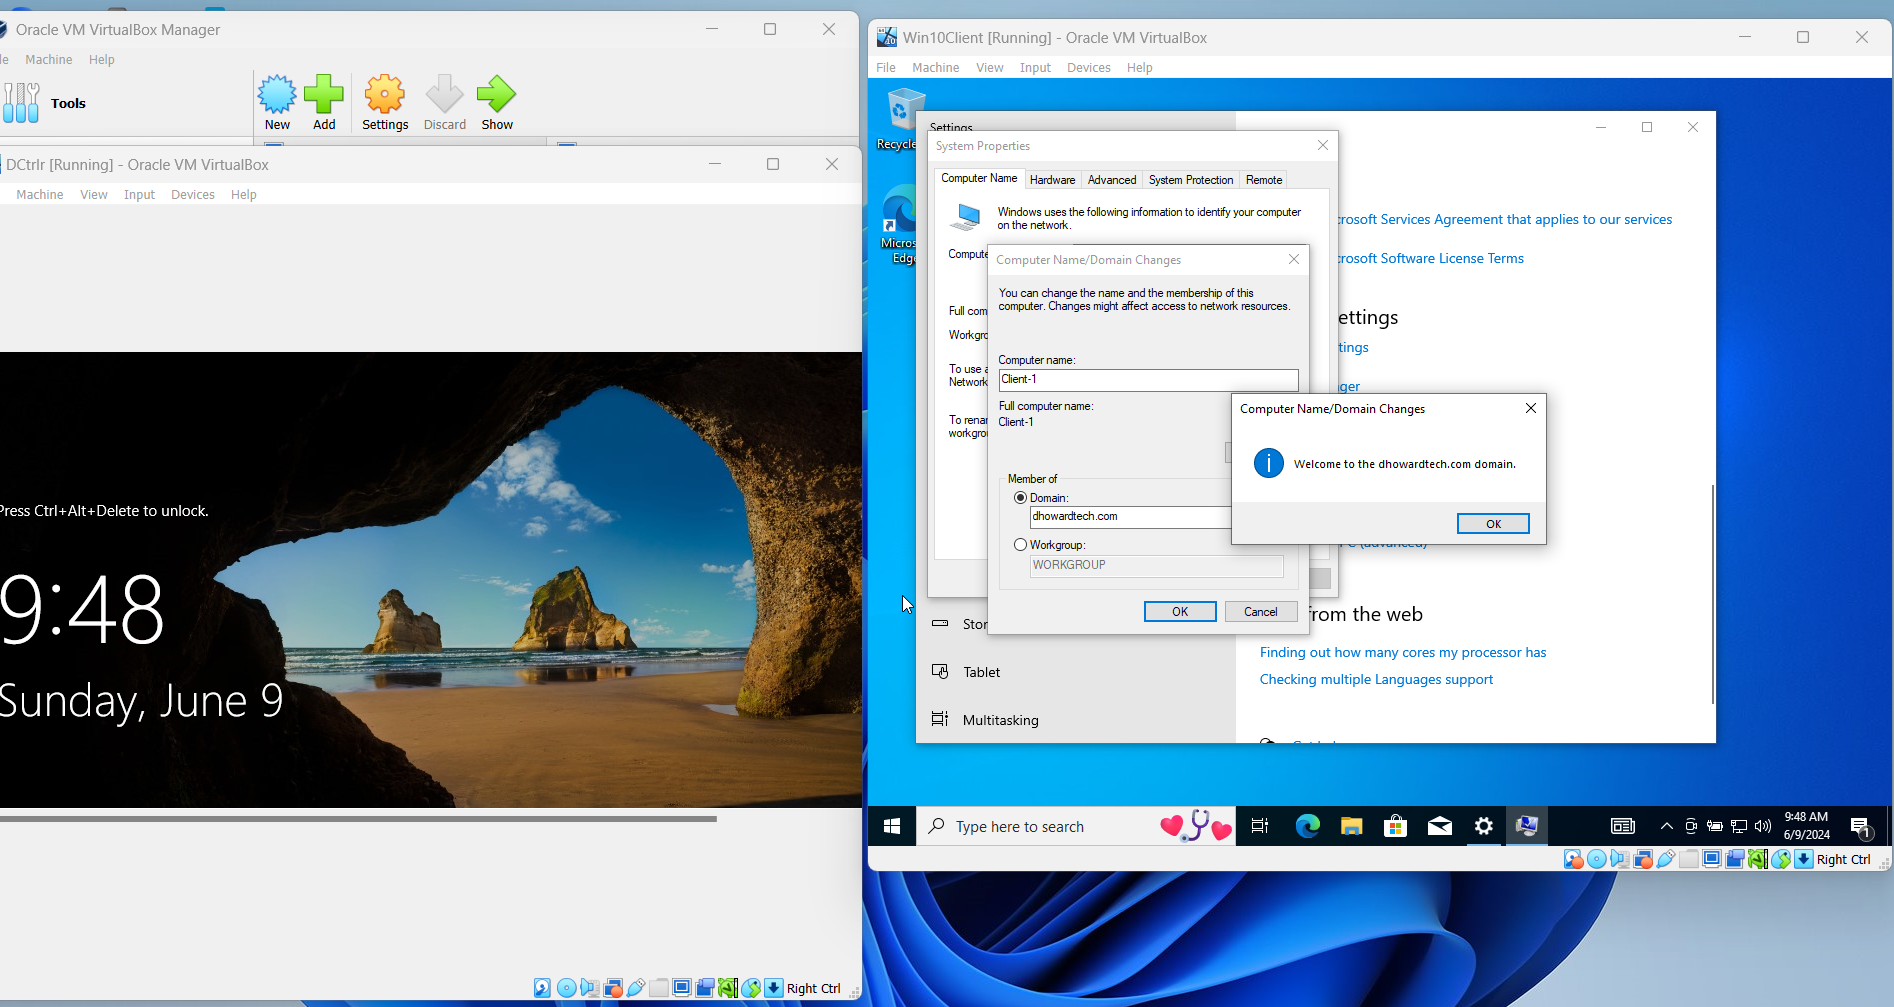 Oracle VM VirtualBox Manager
Machine
Help
Tools
New
Add
Settings
Discard
Show
DCtrlr [Running] - Oracle VM VirtualBox
Machine
View
Input
Devices
Help
Press Ctrl+Alt+Delete to unlock.
9:48
Sunday, June 9
Right Ctrl
Win10Client [Running] - Oracle VM VirtualBox
File
Machine
View
Input
Devices
Help
Recycle
Micros
Edge
Settings
System Properties
Computer Name
Hardware
Advanced
System Protection
Remote
Windows uses the following information to identify your computer
on the network.
Compute
Full com
Workgro
To use a
Network
To rena
workgro
Computer Name/Domain Changes
You can change the name and the membership of this
computer. Changes might affect access to network resources.
Computer name:
Client-1
Full computer name:
Client-1
Member of
Domain:
dhowardtech.com
Workgroup:
WORKGROUP
OK
Cancel
Computer Name/Domain Changes
Welcome to the dhowardtech.com domain.
OK
crosoft Services Agreement that applies to our services
crosoft Software License Terms
ettings
tings
ger
PC (advanced)
from the web
Finding out how many cores my processor has
Checking multiple Languages support
Stor
Tablet
Multitasking
Type here to search
9:48 AM
6/9/2024
1
Right Ctrl